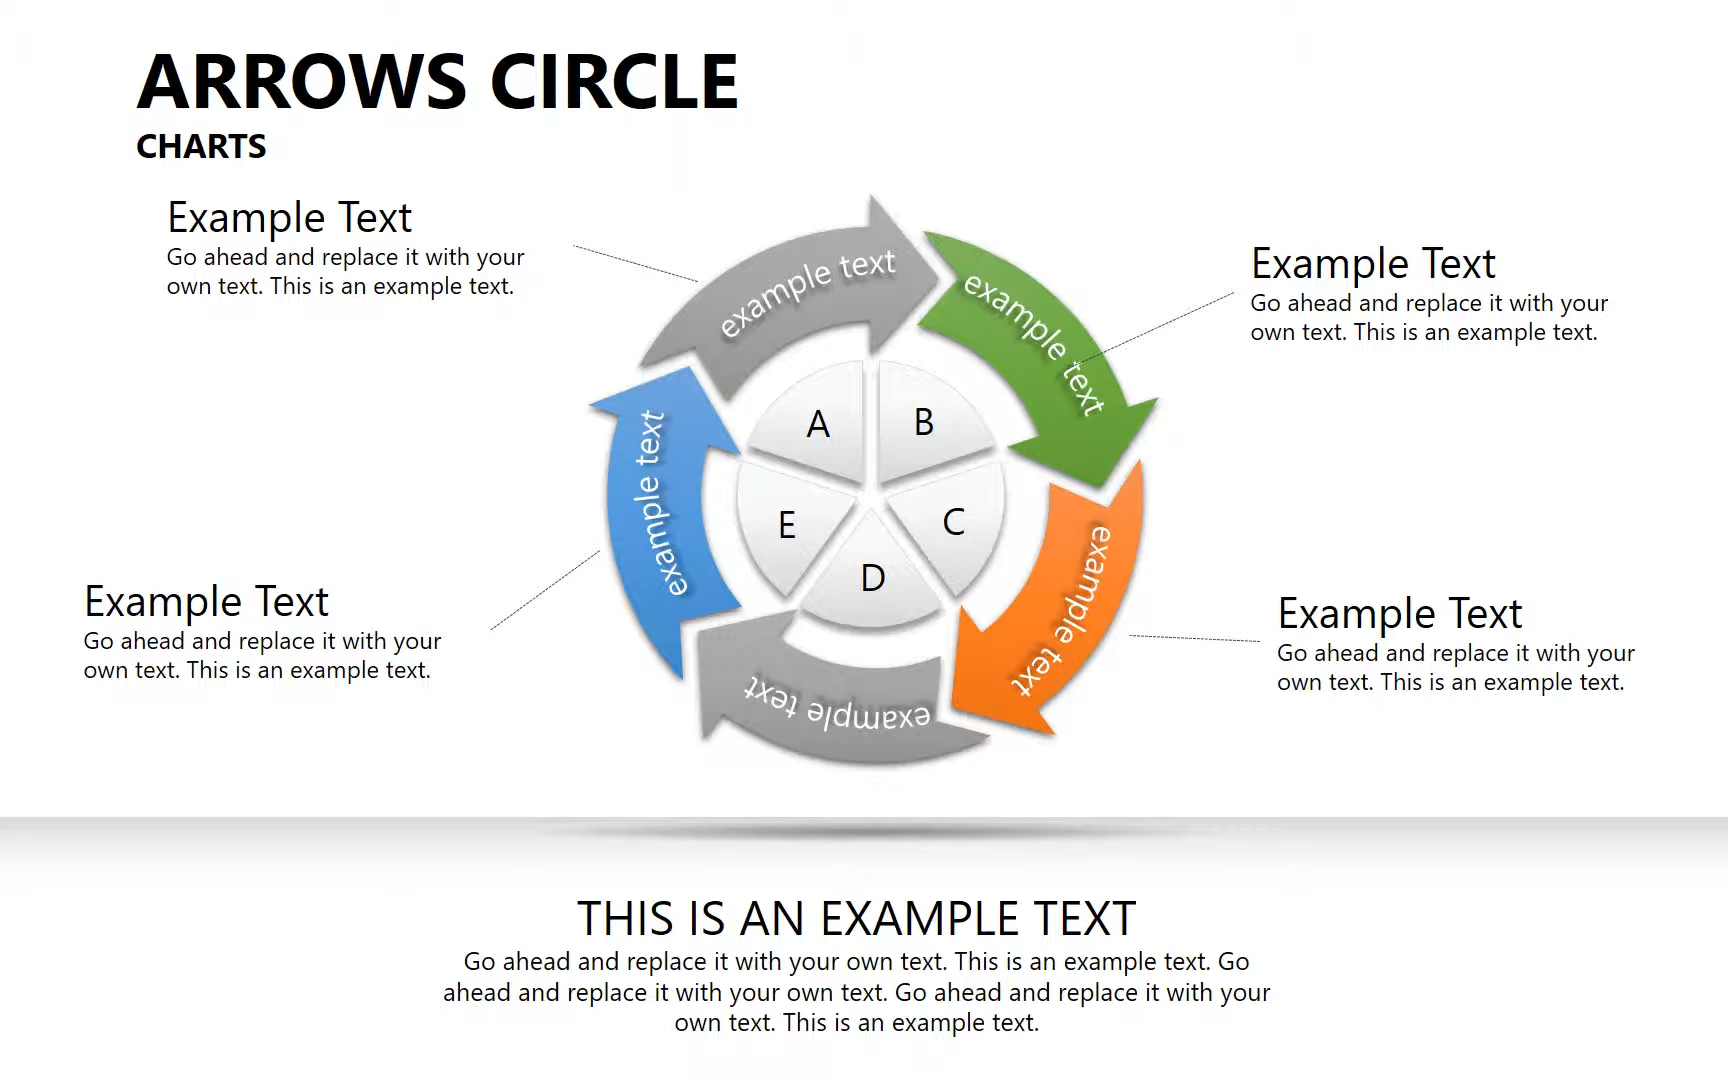 ARROWS CIRCLE
CHARTS
Example Text
Go ahead and replace it with your
own text. This is an example text.
Example Text
Go ahead and replace it with your
own text. This is an example text.
example text
example text
example text
example text
example text
A
B
C
D
E
Example Text
Go ahead and replace it with your
own text. This is an example text.
Example Text
Go ahead and replace it with your
own text. This is an example text.
THIS IS AN EXAMPLE TEXT
Go ahead and replace it with your own text. This is an example text. Go
ahead and replace it with your own text. Go ahead and replace it with your
own text. This is an example text.